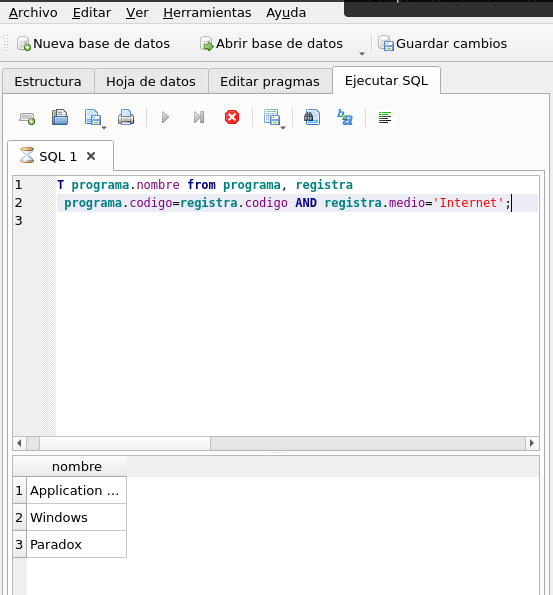 Archivo Editar Ver Herramientas Ayuda
Nueva base de datos Abrir base de datos Guardar cambios
Estructura Hoja de datos Editar pragmas Ejecutar SQL
SQL 1
1 T programa.nombre from programa, registra
2 programa.codigo=registra.codigo AND registra.medio='Internet';
3
nombre
1 Application ...
2 Windows
3 Paradox